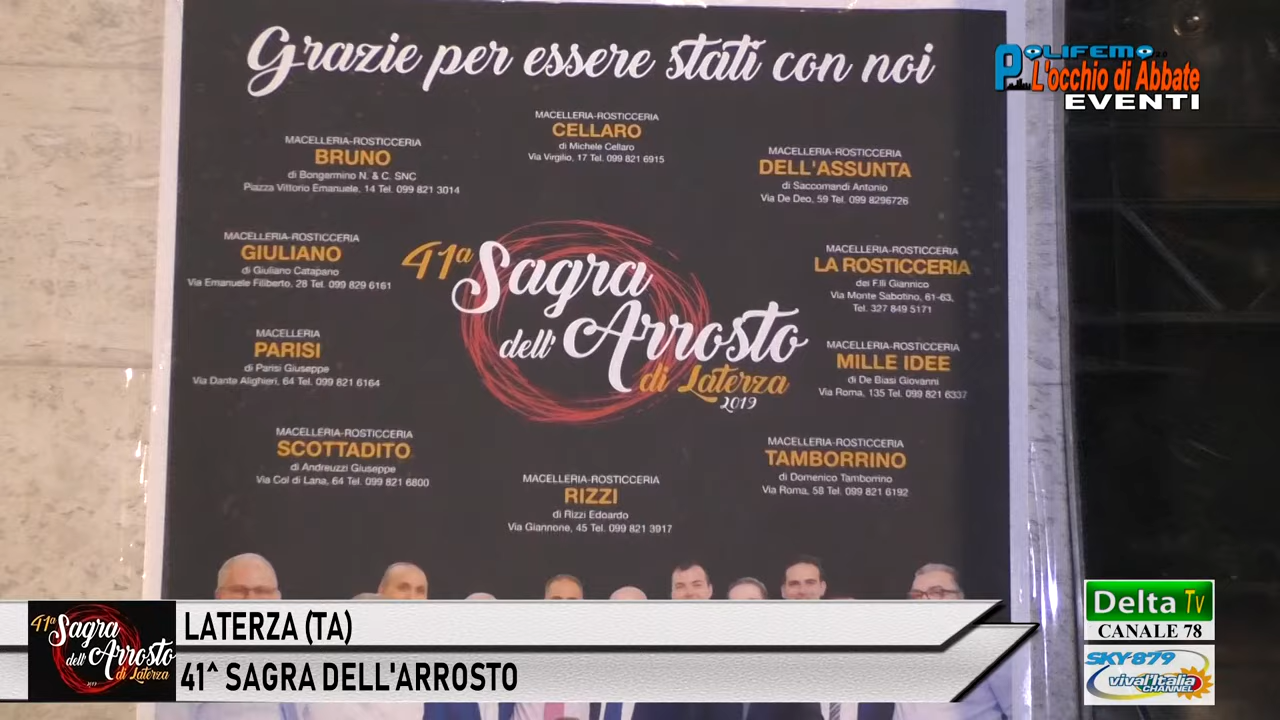 Grazie per essere stati con noi
POLIFEMO
L'occhio di Abbate
EVENTI
MACELLERIA-ROSTICCERIA
CELLARO
di Michele Cellaro
Via Virgilio, 17 Tel. 099 821 6915
MACELLERIA-ROSTICCERIA
BRUNO
di Bongermino N. & C. SNC
Piazza Vittorio Emanuele, 14 Tel. 099 821 3014
MACELLERIA-ROSTICCERIA
DELL'ASSUNTA
di Saccomandi Antonio
Via De Deo, 59 Tel. 099 8296726
MACELLERIA-ROSTICCERIA
GIULIANO
di Giuliano Catapano
Via Emanuele Filiberto, 28 Tel. 099 829 6161
41ª Sagra
dell'Arrosto
di Laterza
2019
MACELLERIA-ROSTICCERIA
LA ROSTICCERIA
dei F.lli Giannico
Via Monte Sabotino, 61-63,
Tel. 327 849 5171
MACELLERIA
PARISI
di Parisi Giuseppe
Via Dante Alighieri, 64 Tel. 099 821 6164
MACELLERIA-ROSTICCERIA
MILLE IDEE
di De Biasi Giovanni
Via Roma, 135 Tel. 099 821 6337
MACELLERIA-ROSTICCERIA
SCOTTADITO
di Andreuzzi Giuseppe
Via Col di Lana, 64 Tel. 099 821 6800
MACELLERIA-ROSTICCERIA
RIZZI
di Rizzi Edoardo
Via Giannone, 45 Tel. 099 821 3917
MACELLERIA-ROSTICCERIA
TAMBORRINO
di Domenico Tamborrino
Via Roma, 58 Tel. 099 821 6192
41ª Sagra
dell'Arrosto
di Laterza
2019
LATERZA (TA)
41^ SAGRA DELL'ARROSTO
Delta Tv
CANALE 78
SKY-879
viva l'Italia
CHANNEL